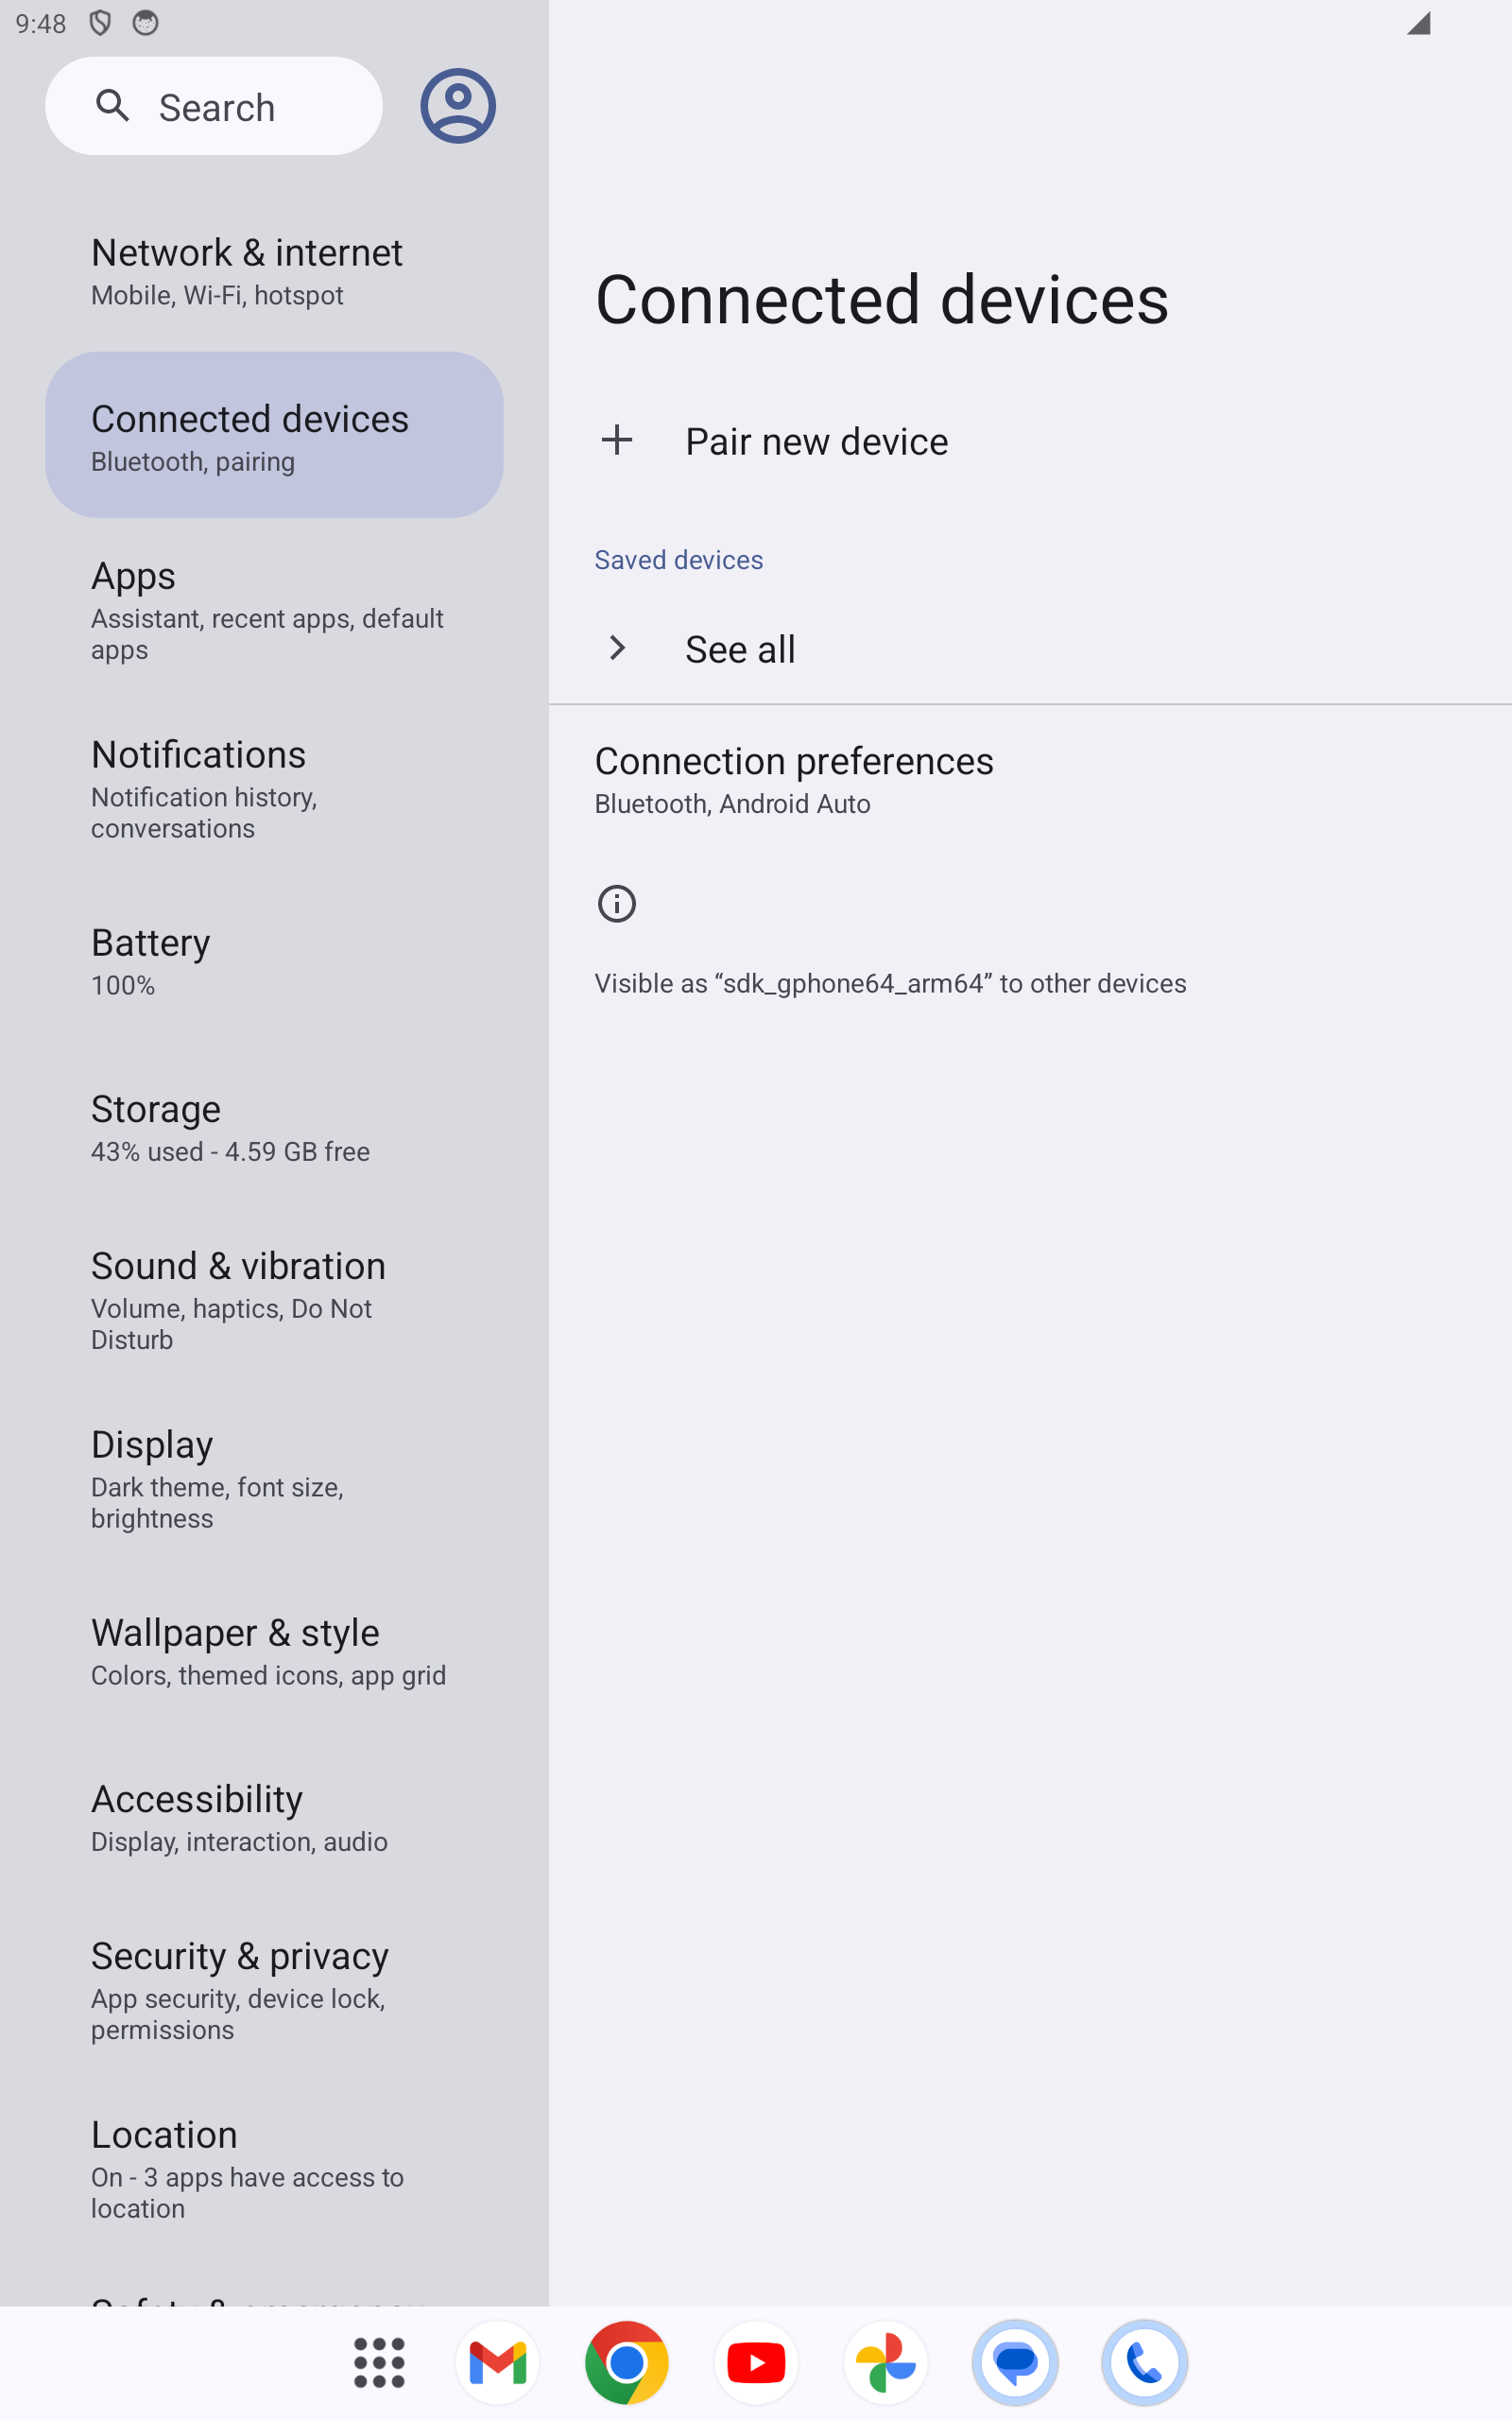 9:48
Search
Network & internet
Mobile, Wi-Fi, hotspot
Connected devices
Bluetooth, pairing
Apps
Assistant, recent apps, default
apps
Notifications
Notification history,
conversations
Battery
100%
Storage
43% used - 4.59 GB free
Sound & vibration
Volume, haptics, Do Not
Disturb
Display
Dark theme, font size,
brightness
Wallpaper & style
Colors, themed icons, app grid
Accessibility
Display, interaction, audio
Security & privacy
App security, device lock,
permissions
Location
On - 3 apps have access to
location
Connected devices
Pair new device
Saved devices
See all
Connection preferences
Bluetooth, Android Auto
Visible as “sdk_gphone64_arm64” to other devices